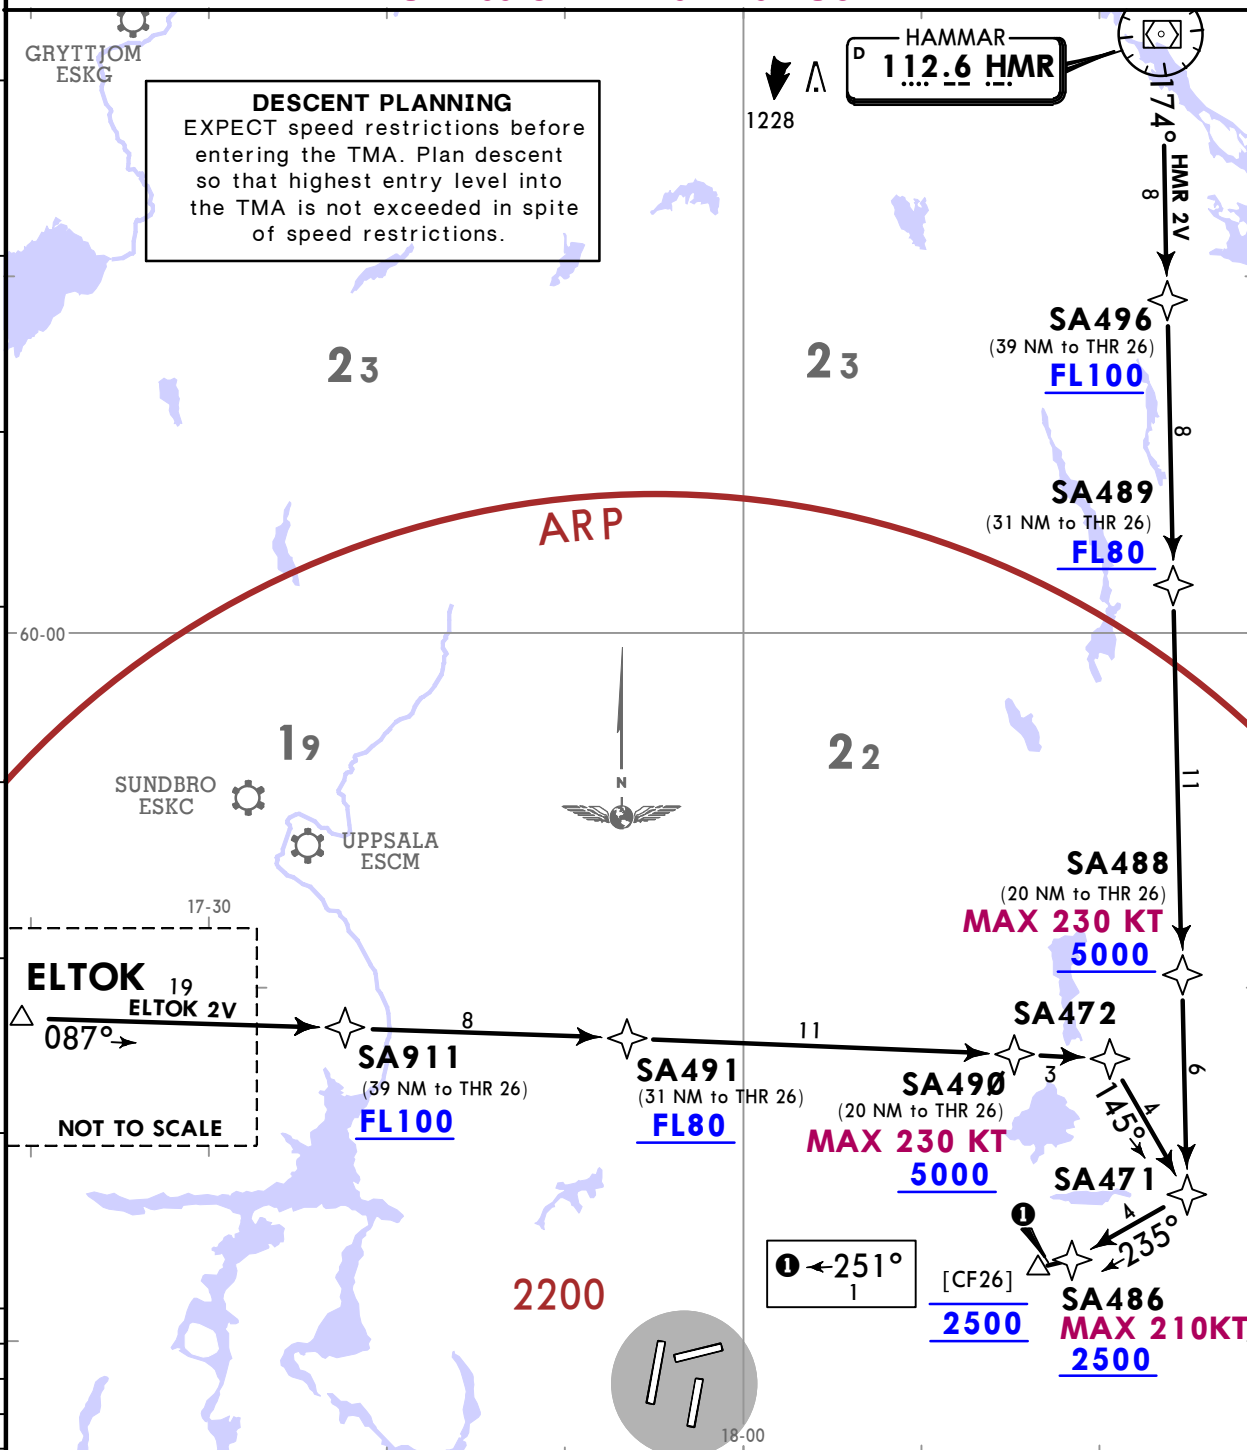 GRYTTJOM
ESKG
DESCENT PLANNING
EXPECT speed restrictions before
entering the TMA. Plan descent
so that highest entry level into
the TMA is not exceeded in spite
of speed restrictions.
1228
HAMMAR
D 112.6 HMR
174°
HMR 2V
8
SA496
(39 NM to THR 26)
FL100
23
23
8
SA489
(31 NM to THR 26)
FL80
ARP
60-00
11
19
22
N
SUNDBRO
ESKC
UPPSALA
ESCM
17-30
SA488
(20 NM to THR 26)
MAX 230 KT
5000
ELTOK
19
ELTOK 2V
087°
NOT TO SCALE
8
SA911
(39 NM to THR 26)
FL100
11
SA491
(31 NM to THR 26)
FL80
SA472
3
SA490
(20 NM to THR 26)
MAX 230 KT
5000
4
145°
6
SA471
4
235°
1
1 251°
1
[CF26]
2500
SA486
MAX 210KT
2500
2200
18-00